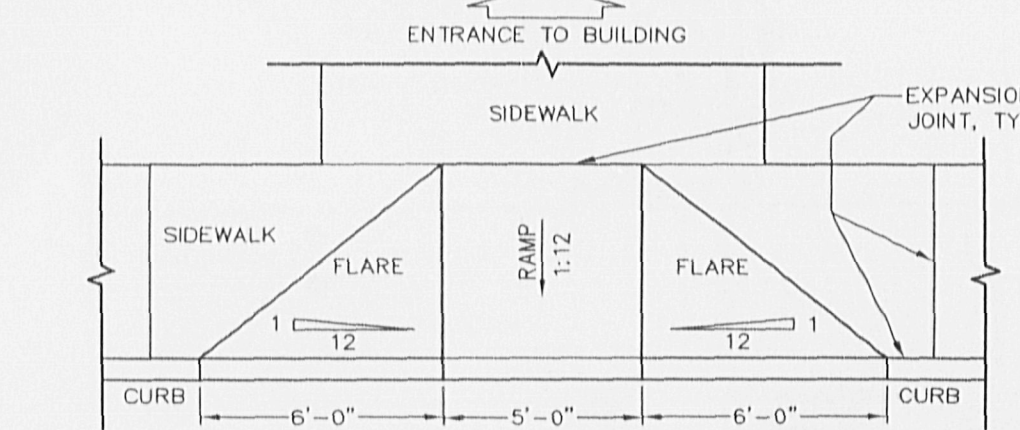 ENTRANCE TO BUILDING
SIDEWALK
EXPANSIO
JOINT, TY
SIDEWALK
FLARE
RAMP
1:12
FLARE
1
12
1
12
CURB
CURB
6'-0"
5'-0"
6'-0"